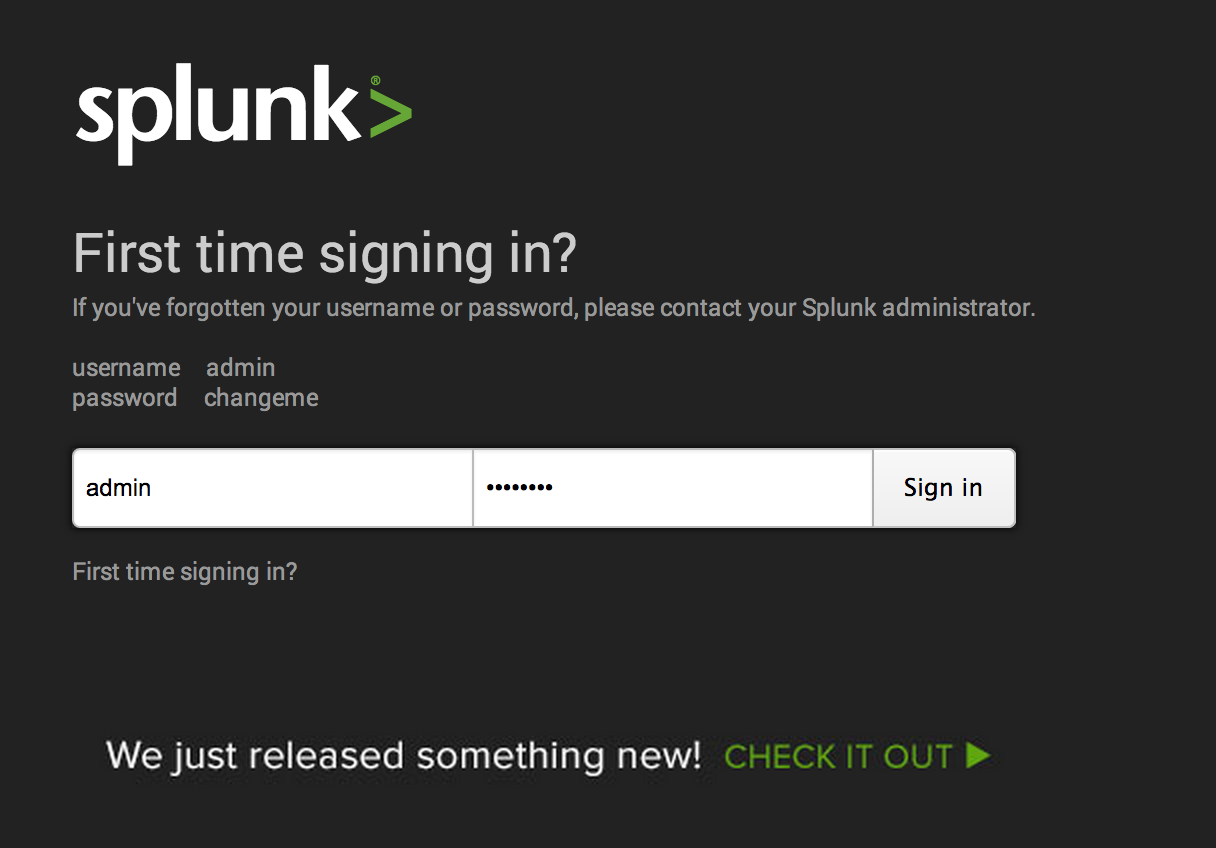 splunk>®
First time signing in?
If you've forgotten your username or password, please contact your Splunk administrator.
username admin
password changeme
admin •••••••• Sign in
First time signing in?
We just released something new! CHECK IT OUT ▶